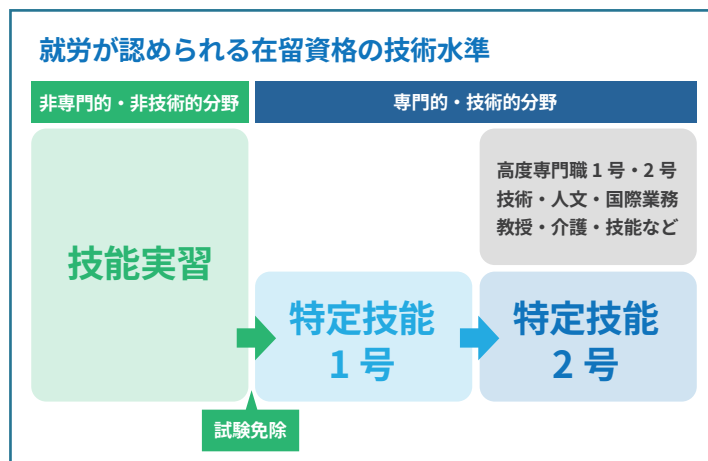 就労が認められる在留資格の技術水準
非専門的・非技術的分野
専門的・技術的分野
技能実習
特定技能
1 号
高度専門職 1 号・2 号
技術・人文・国際業務
教授・介護・技能など
特定技能
2 号
試験免除